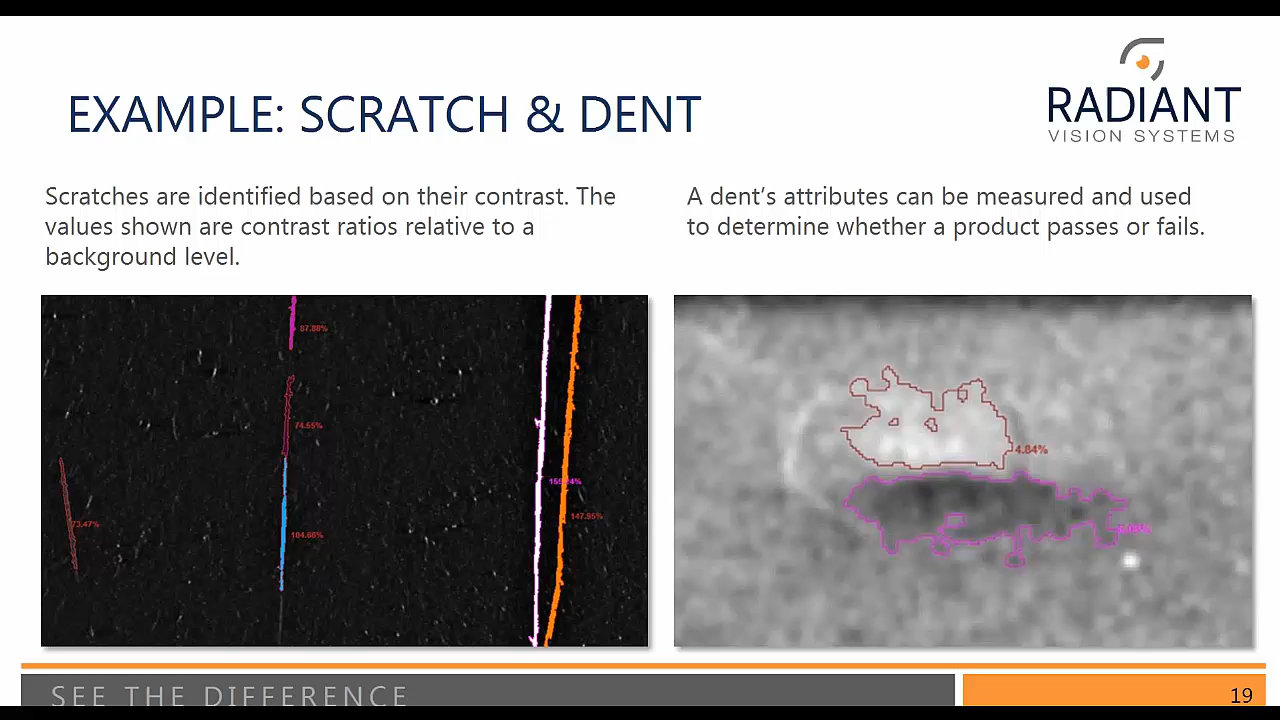 EXAMPLE: SCRATCH & DENT
RADIANT
VISION SYSTEMS
Scratches are identified based on their contrast. The
values shown are contrast ratios relative to a
background level.
A dent’s attributes can be measured and used
to determine whether a product passes or fails.
87.88%
74.55%
73.47%
104.66%
147.95%
4.84%
SEE THE DIFFERENCE
19